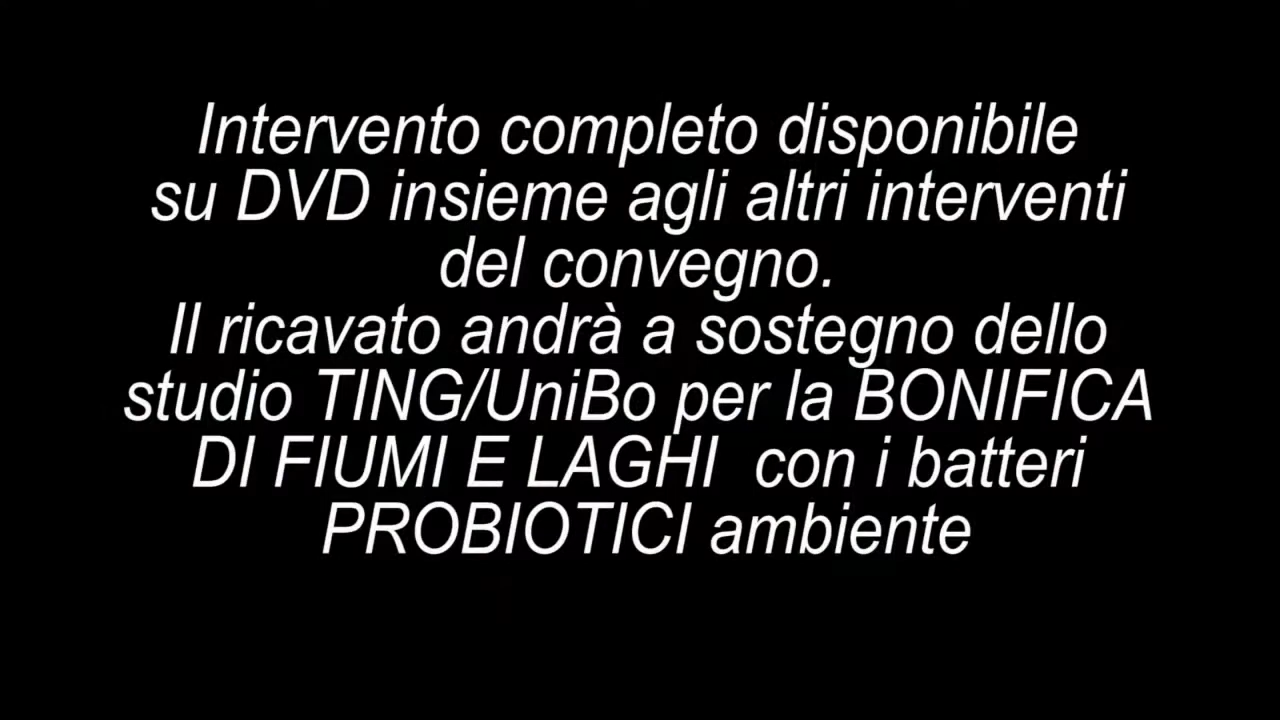 Intervento completo disponibile
su DVD insieme agli altri interventi
del convegno.
Il ricavato andrà a sostegno dello
studio TING/UniBo per la BONIFICA
DI FIUMI E LAGHI  con i batteri
PROBIOTICI ambiente